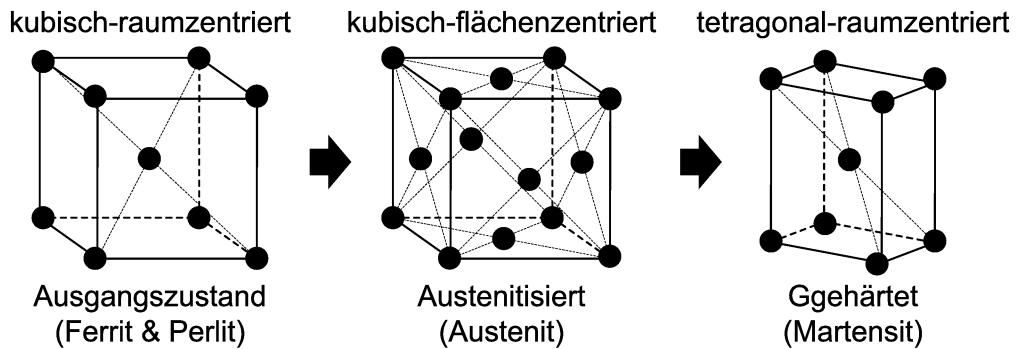 kubisch-raumzentriert
kubisch-flächenzentriert
tetragonal-raumzentriert
Ausgangszustand
(Ferrit & Perlit)
Austenitisiert
(Austenit)
Ggehärtet
(Martensit)